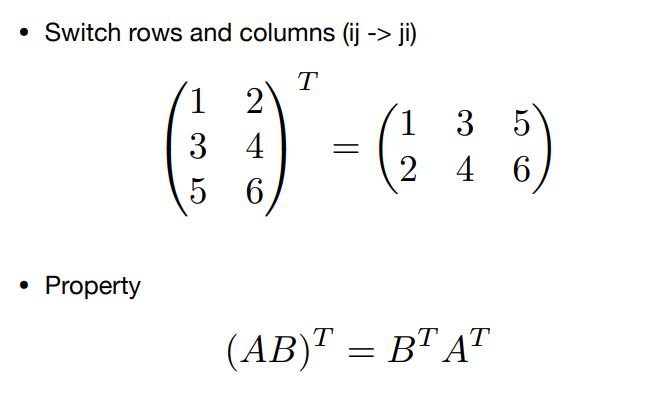 • Switch rows and columns (ij -> ji)
(1 2
3 4
5 6)^T = (1 3 5
2 4 6)
• Property
(AB)^T = B^T A^T